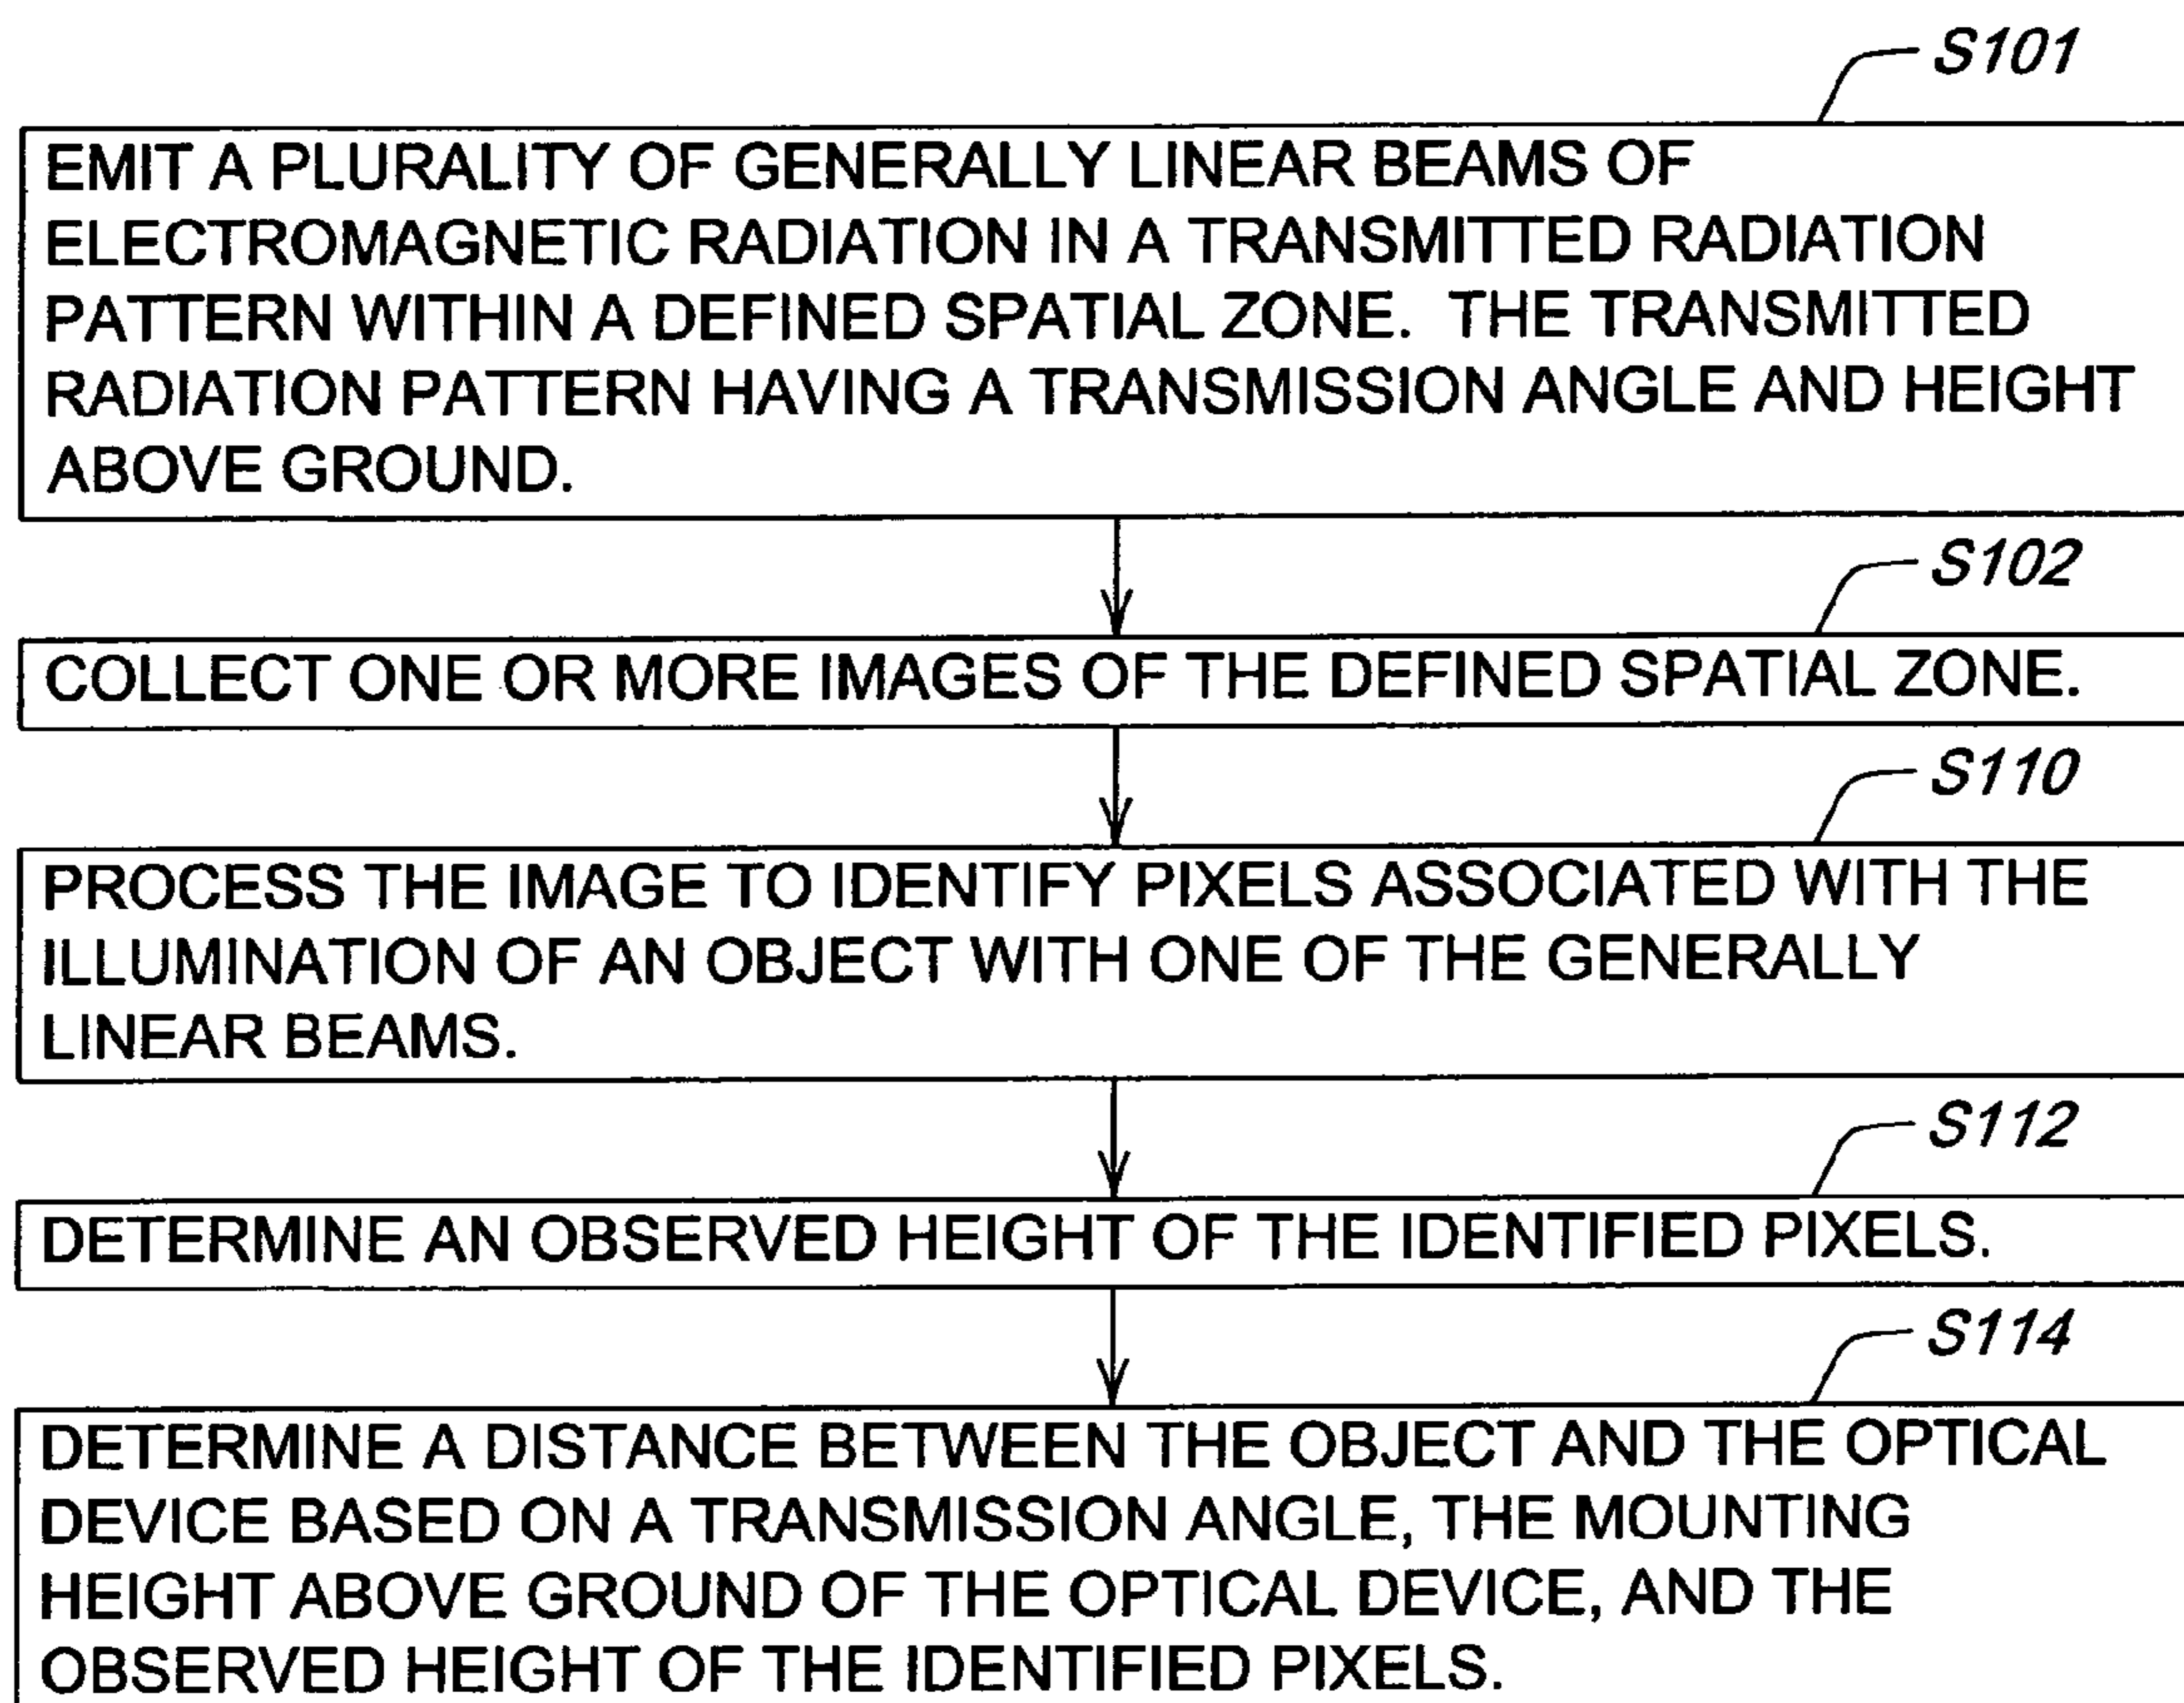 S101
EMIT A PLURALITY OF GENERALLY LINEAR BEAMS OF
ELECTROMAGNETIC RADIATION IN A TRANSMITTED RADIATION
PATTERN WITHIN A DEFINED SPATIAL ZONE. THE TRANSMITTED
RADIATION PATTERN HAVING A TRANSMISSION ANGLE AND HEIGHT
ABOVE GROUND.
S102
COLLECT ONE OR MORE IMAGES OF THE DEFINED SPATIAL ZONE.
S110
PROCESS THE IMAGE TO IDENTIFY PIXELS ASSOCIATED WITH THE
ILLUMINATION OF AN OBJECT WITH ONE OF THE GENERALLY
LINEAR BEAMS.
S112
DETERMINE AN OBSERVED HEIGHT OF THE IDENTIFIED PIXELS.
S114
DETERMINE A DISTANCE BETWEEN THE OBJECT AND THE OPTICAL
DEVICE BASED ON A TRANSMISSION ANGLE, THE MOUNTING
HEIGHT ABOVE GROUND OF THE OPTICAL DEVICE, AND THE
OBSERVED HEIGHT OF THE IDENTIFIED PIXELS.